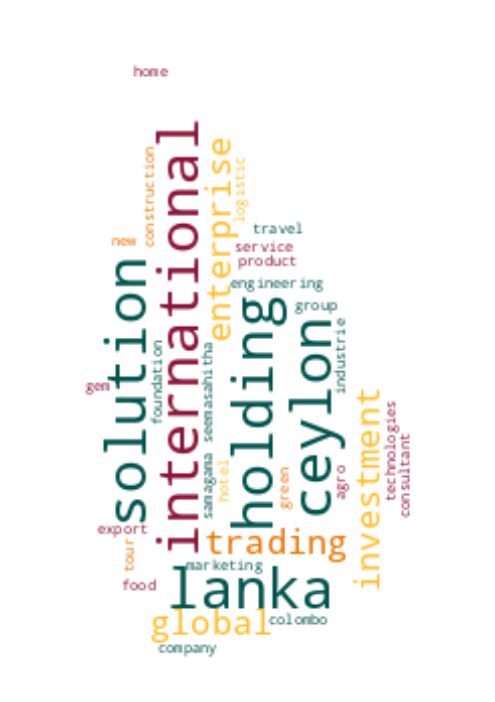 home
international
construction
enterprise
logistic
travel
new
service
product
solution
engineering
holding
group
ceylon
industrie
foundation
seemasahitha
gem
investment
technologies
consultant
samagama
hotel
green
agro
export
trading
tour
marketing
lanka
food
global
colombo
company